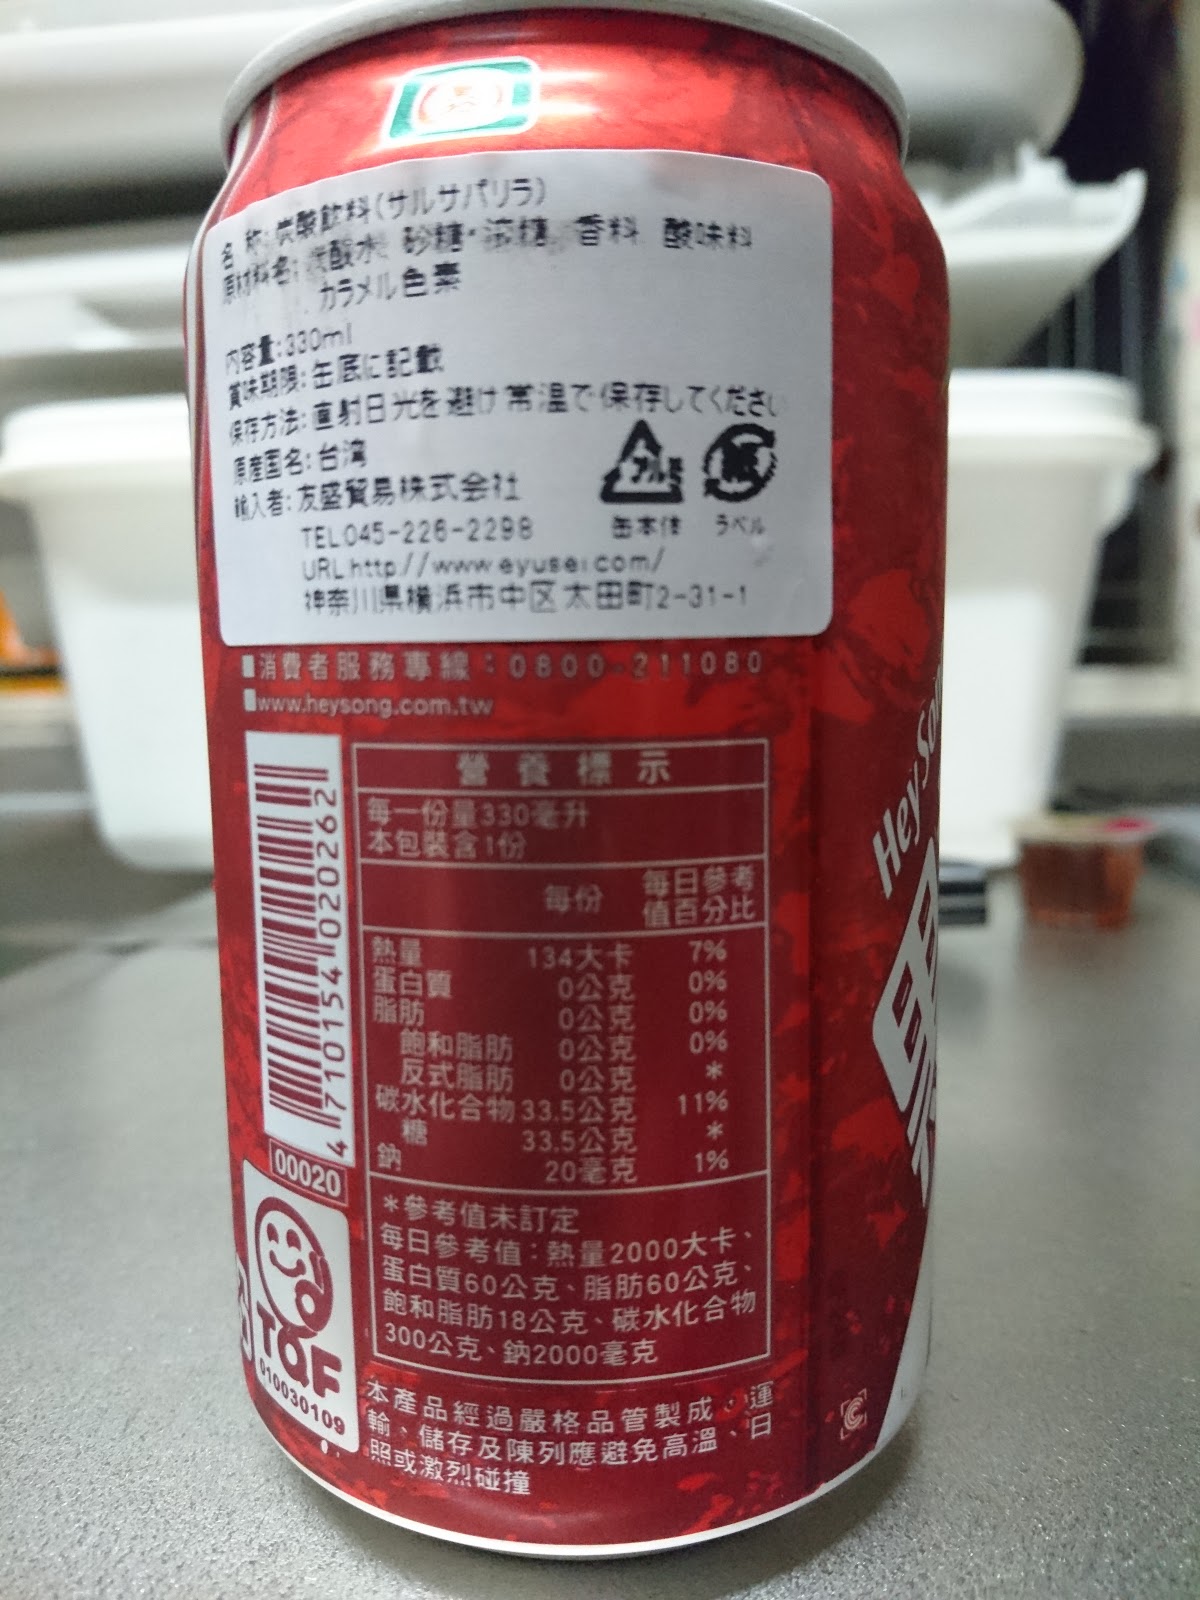 名 称:炭酸飲料(サルサパリラ)
原材料名:炭酸水 砂糖・液糖、香料 酸味料
カラメル色素
内容量:330ml
賞味期限:缶底に記載
保存方法:直射日光を避け常温で保存してください
原産国名:台湾
輸入者:友盛貿易株式会社
TEL045-226-2298
URL http://www.eyusei.com/
神奈川県横浜市中区太田町2-31-1
アルミ
紙
缶本体 ラベル
■消費者服務專線:0800-211080
■www.heysong.com.tw
營養標示
每一份量330毫升
本包裝含1份
每份 每日參考
值百分比
熱量 134大卡 7%
蛋白質 0公克 0%
脂肪 0公克 0%
飽和脂肪 0公克 0%
反式脂肪 0公克 *
碳水化合物 33.5公克 11%
糖 33.5公克 *
鈉 20毫克 1%
*參考值未訂定
每日參考值:熱量2000大卡、
蛋白質60公克、脂肪60公克、
飽和脂肪18公克、碳水化合物
300公克、鈉2000毫克
本產品經過嚴格品管製成,運
輸、儲存及陳列應避免高溫、日
照或激烈碰撞
4 710154 020262
00020
TQF
010030109